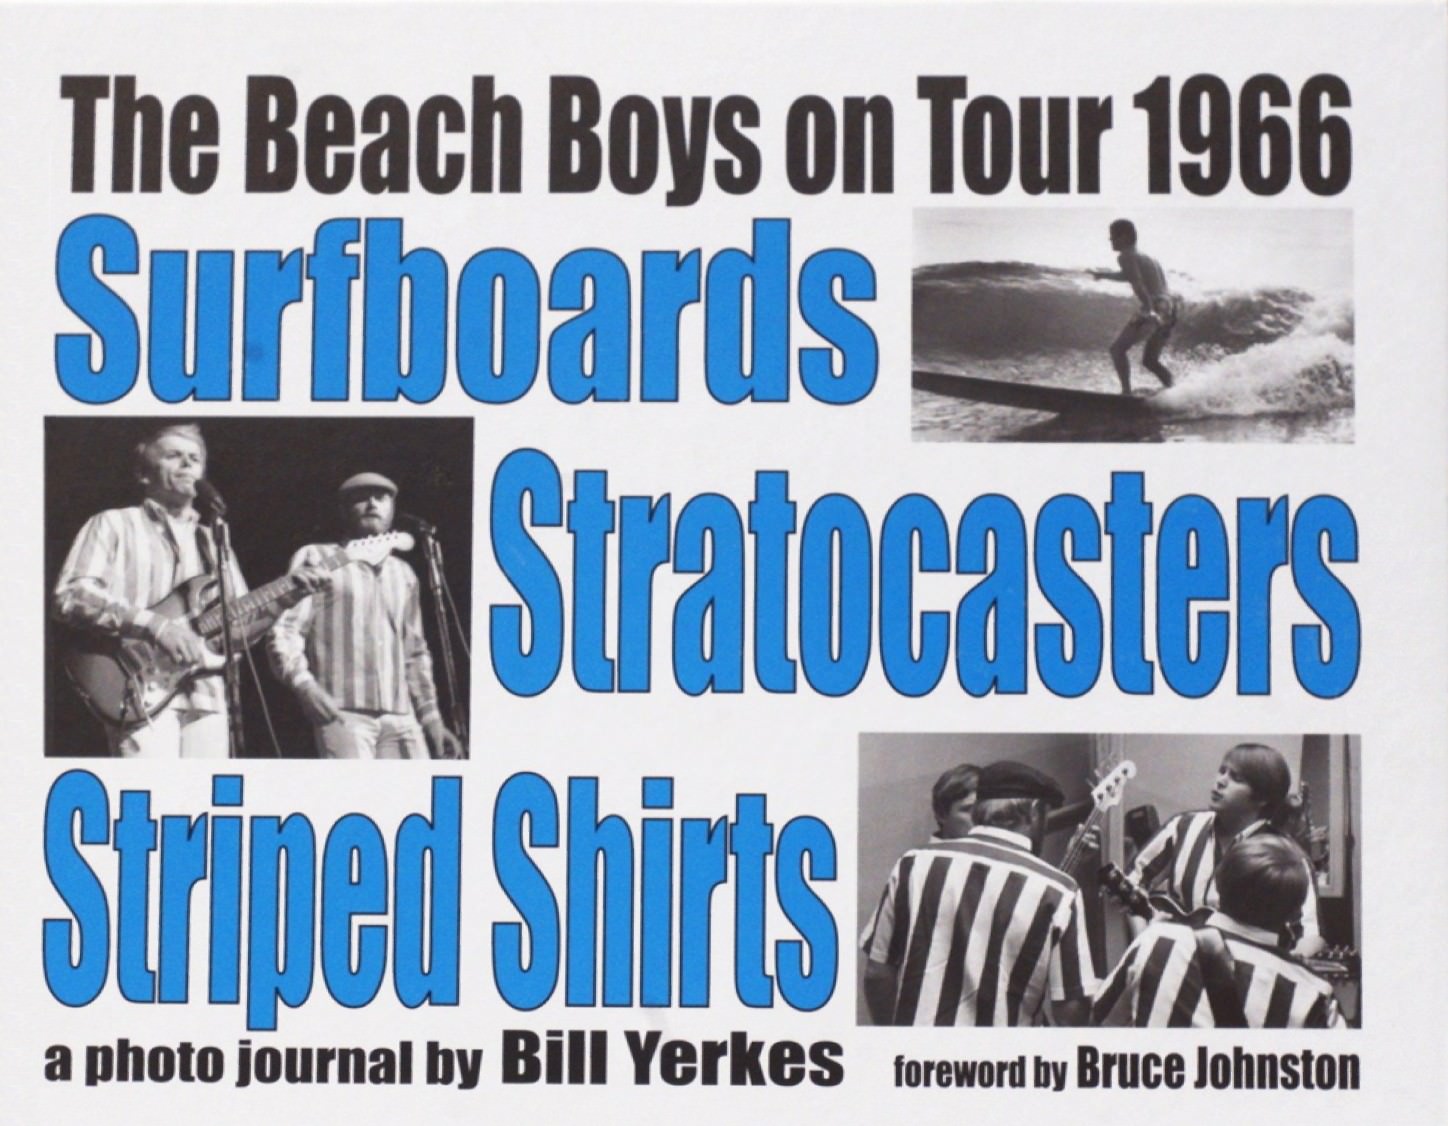 The Beach Boys on Tour 1966
Surfboards
Stratocasters
Striped Shirts
a photo journal by Bill Yerkes
foreword by Bruce Johnston